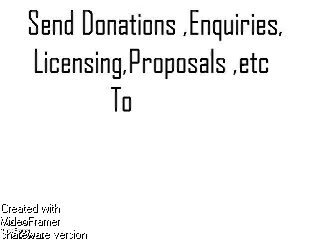 Send Donations ,Enquiries,
Licensing,Proposals ,etc
To
Created with
VideoFramer
shareware version